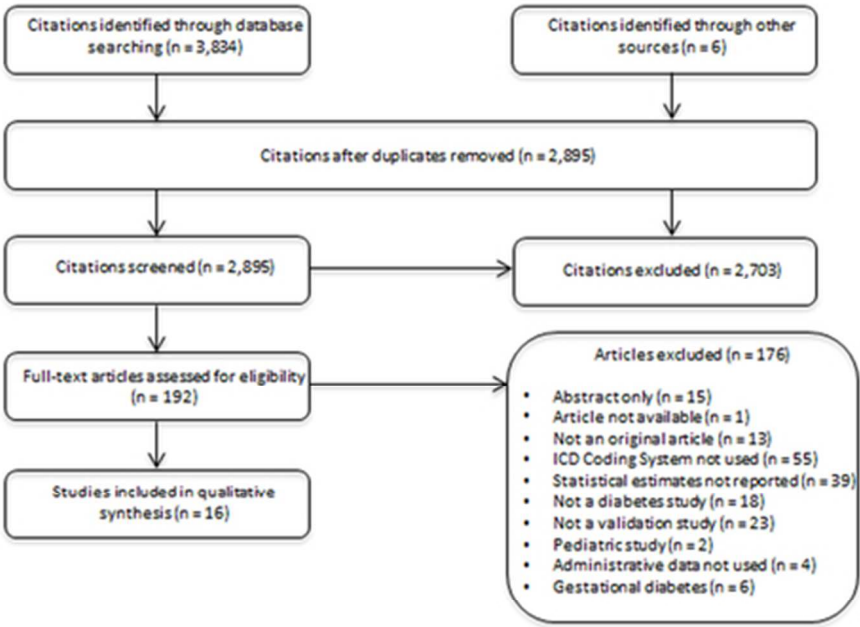 Citations identified through database
searching (n = 3,834)
Citations identified through other
sources (n = 6)
Citations after duplicates removed (n = 2,895)
Citations screened (n = 2,895)
Citations excluded (n = 2,703)
Full-text articles assessed for eligibility
(n = 192)
Articles excluded (n = 176)
• Abstract only (n = 15)
• Article not available (n = 1)
• Not an original article (n = 13)
• ICD Coding System not used (n = 55)
• Statistical estimates not reported (n = 39)
• Not a diabetes study (n = 18)
• Not a validation study (n = 23)
• Pediatric study (n = 2)
• Administrative data not used (n = 4)
• Gestational diabetes (n = 6)
Studies included in qualitative
synthesis (n = 16)